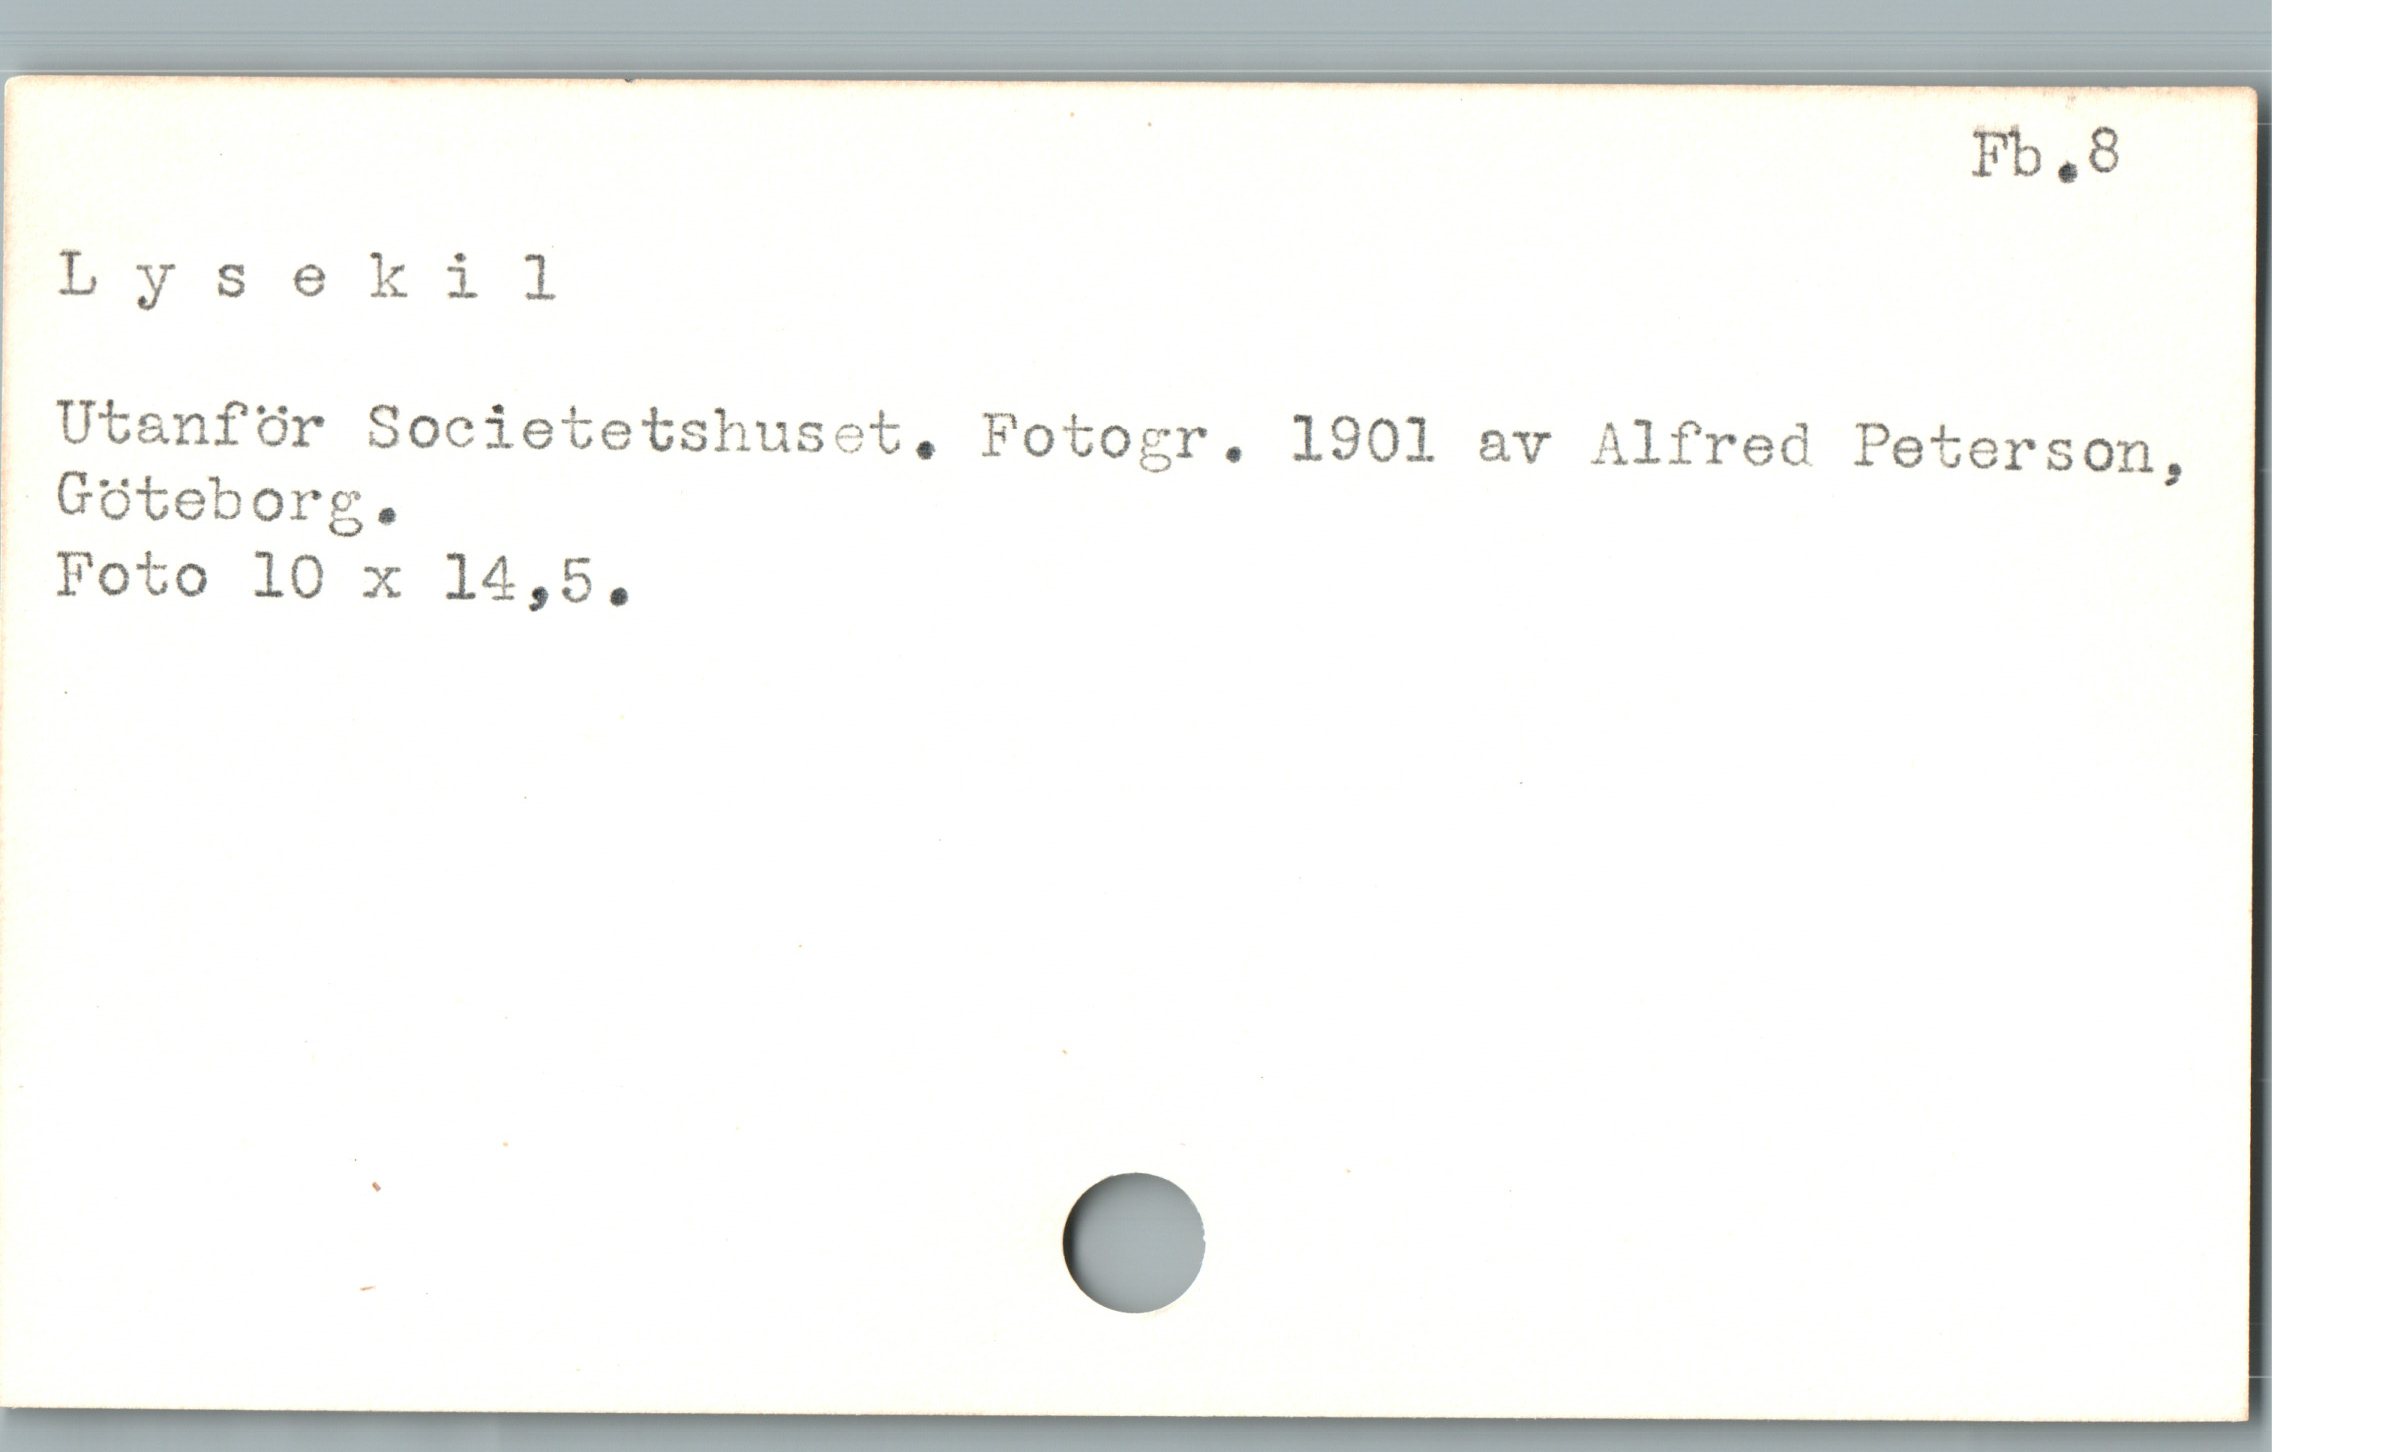 Fb.8
L y s e k i l
Utanför Societetshuset. Fotogr. 1901 av Alfred Peterson,
Göteborg.
Foto 10 x 14,5.